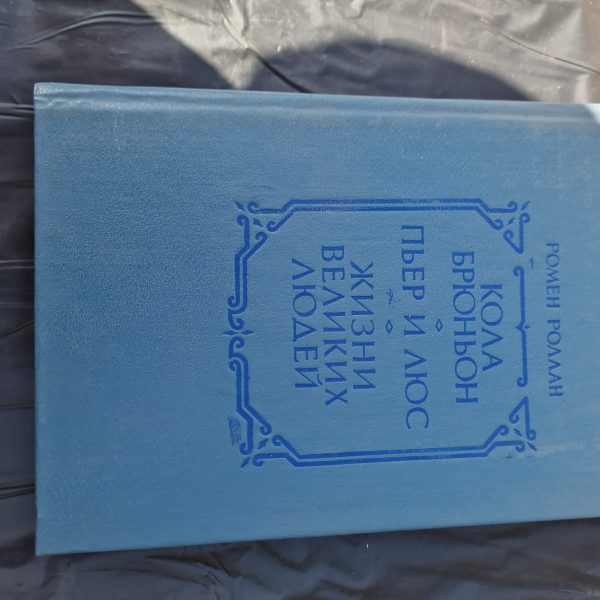 РОМЕН РОЛЛАН
КОЛА
БРЮНЬОН
ПЬЕР И ЛЮС
ЖИЗНИ
ВЕЛИКИХ
ЛЮДЕЙ